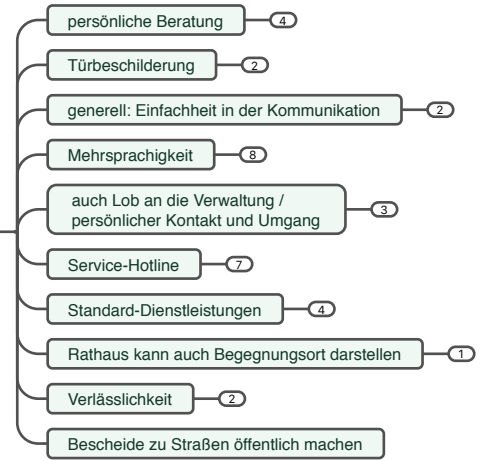 persönliche Beratung 4
Türbeschilderung 2
generell: Einfachheit in der Kommunikation 2
Mehrsprachigkeit 8
auch Lob an die Verwaltung /
persönlicher Kontakt und Umgang 3
Service-Hotline 7
Standard-Dienstleistungen 4
Rathaus kann auch Begegnungsort darstellen 1
Verlässlichkeit 2
Bescheide zu Straßen öffentlich machen